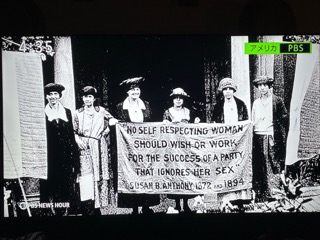 4:35
アメリカ PBS
NO SELF RESPECTING WOMAN
SHOULD WISH OR WORK
FOR THE SUCCESS OF A PARTY
THAT IGNORES HER SEX
SUSAN B. ANTHONY 1872 AND 1894
PBS NEWS HOUR